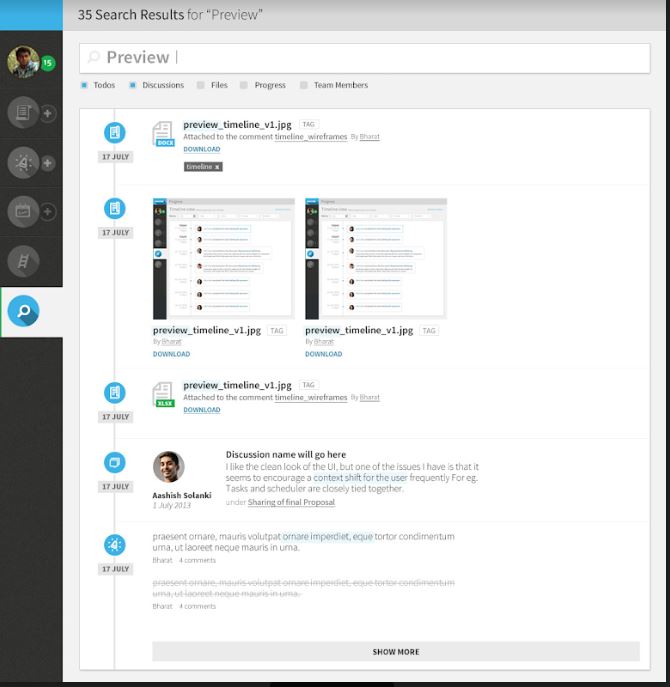 35 Search Results for “Preview”
15
Preview
Todos Discussions Files Progress Team Members
17 JULY
preview_timeline_v1.jpg TAG
Attached to the comment timeline_wireframes By Bharat
DOCX
DOWNLOAD
timeline x
17 JULY
preview_timeline_v1.jpg TAG
By Bharat
DOWNLOAD
preview_timeline_v1.jpg TAG
By Bharat
DOWNLOAD
17 JULY
preview_timeline_v1.jpg TAG
Attached to the comment timeline_wireframes By Bharat
XLSX
DOWNLOAD
17 JULY
Aashish Solanki
1 July 2013
Discussion name will go here
I like the clean look of the UI, but one of the issues I have is that it
seems to encourage a context shift for the user frequently For eg.
Tasks and scheduler are closely tied together.
under Sharing of final Proposal
17 JULY
praesent ornare, mauris volutpat ornare imperdiet, eque tortor condimentum
urna, ut laoreet neque mauris in urna.
Bharat 4 comments
praesent ornare, mauris volutpat ornare imperdiet, eque tortor condimentum
urna, ut laoreet neque mauris in urna.
Bharat 4 comments
SHOW MORE